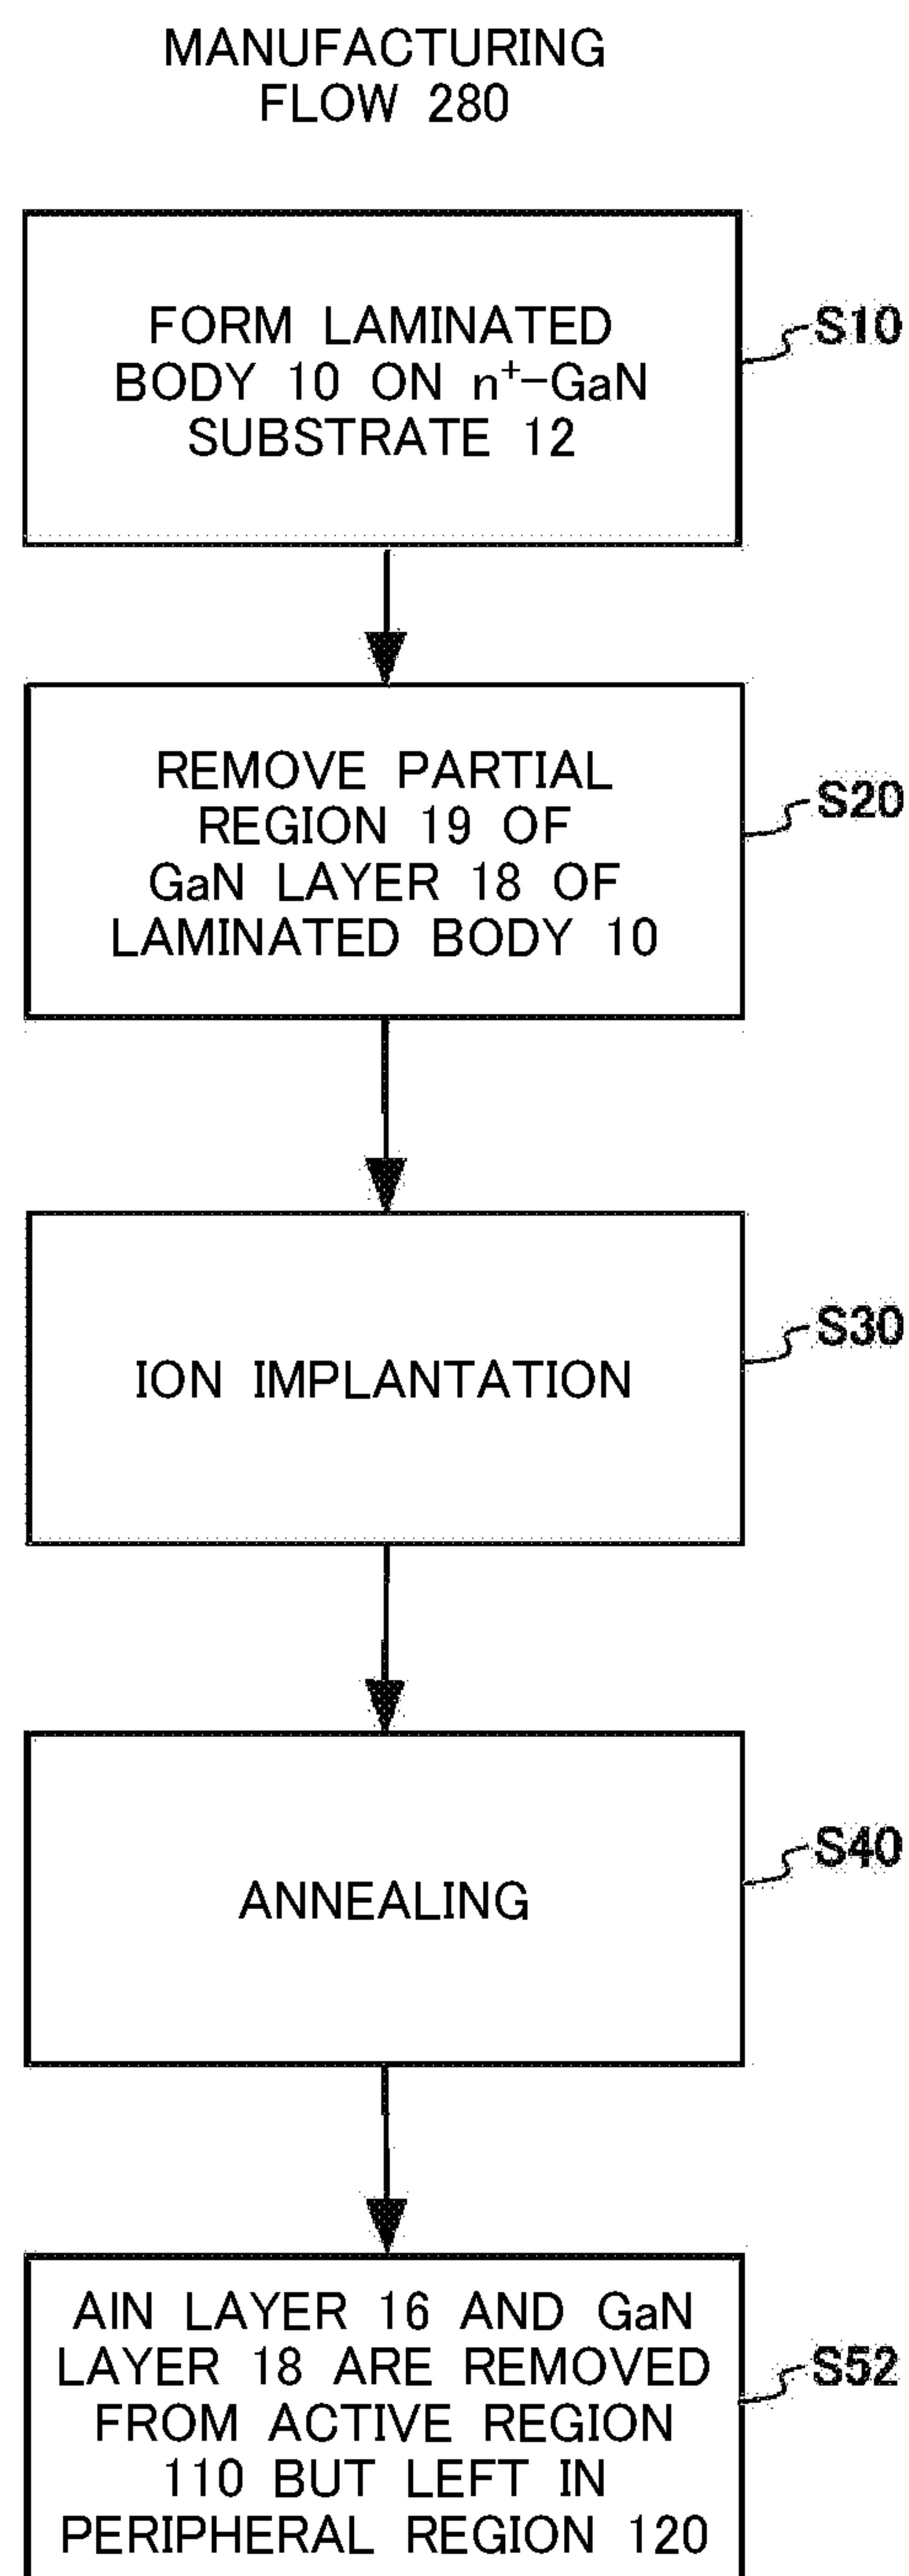 MANUFACTURING
FLOW 280
FORM LAMINATED
BODY 10 ON n⁺-GaN
SUBSTRATE 12
S10
REMOVE PARTIAL
REGION 19 OF
GaN LAYER 18 OF
LAMINATED BODY 10
S20
ION IMPLANTATION
S30
ANNEALING
S40
AlN LAYER 16 AND GaN
LAYER 18 ARE REMOVED
FROM ACTIVE REGION
110 BUT LEFT IN
PERIPHERAL REGION 120
S52